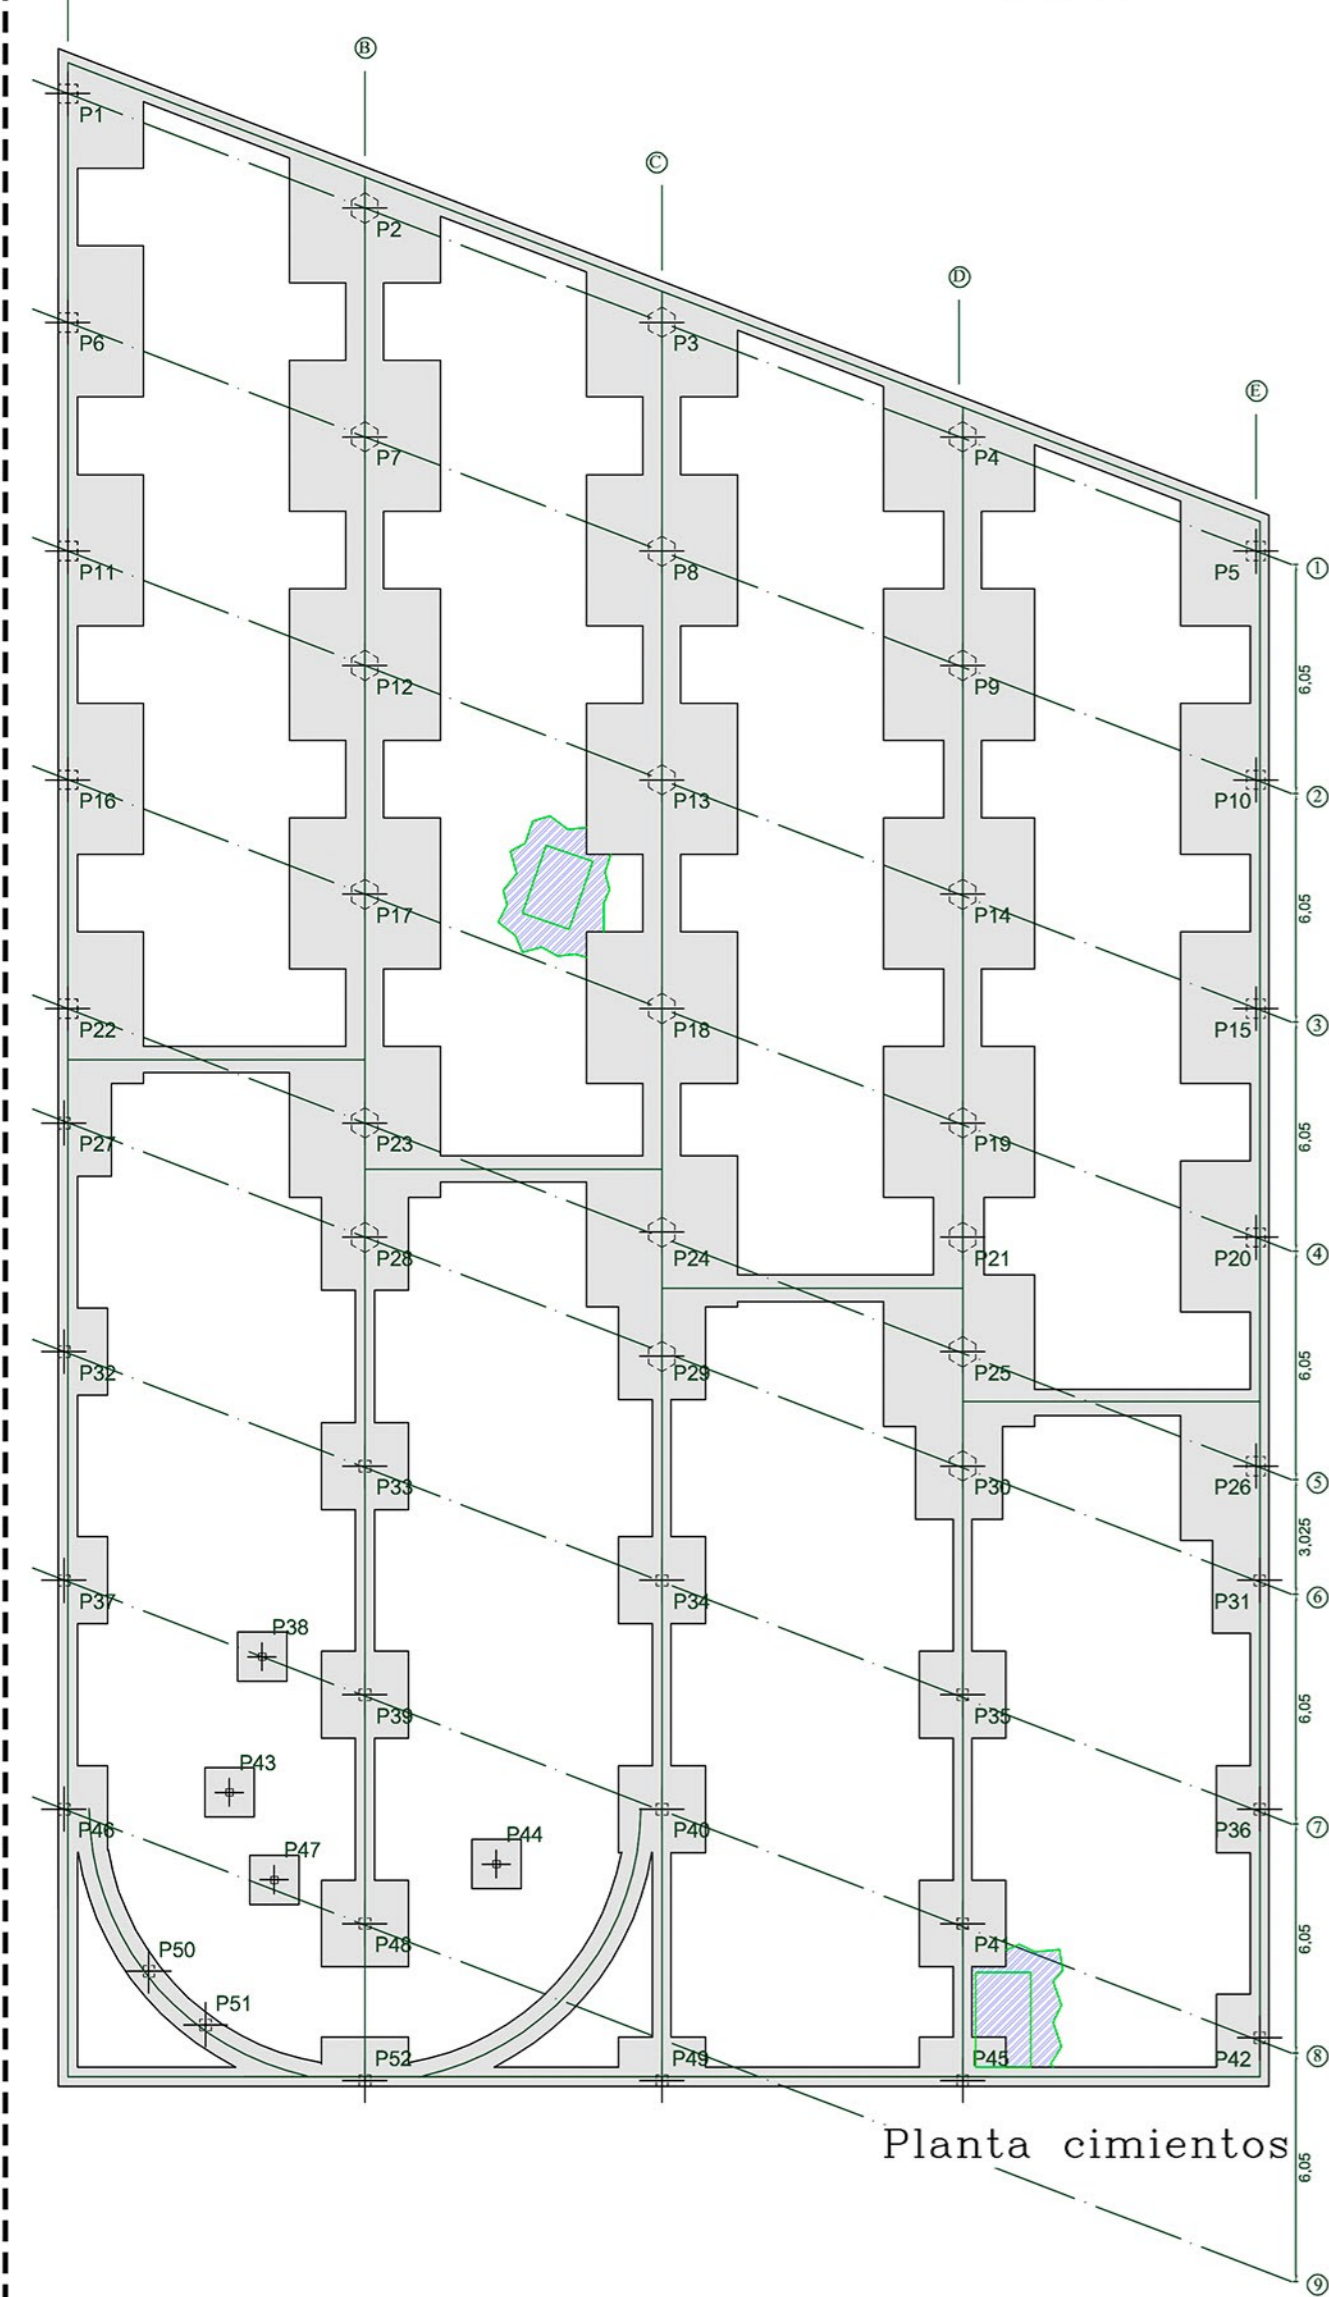 B
C
D
E
P1
P2
P3
P4
P5
1
P6
P7
P8
P9
P10
6,05
2
P11
P12
P13
P14
P15
6,05
3
P16
P17
P18
P19
P20
6,05
4
P22
P23
P24
P21
P25
P26
6,05
5
P27
P28
P29
P30
P31
3,025
6
P32
P33
P34
P35
P36
6,05
7
P37
P38
P39
P40
P41
P42
6,05
8
P43
P44
P46
P47
P48
P49
P45
P50
P51
P52
Planta cimientos
6,05
9